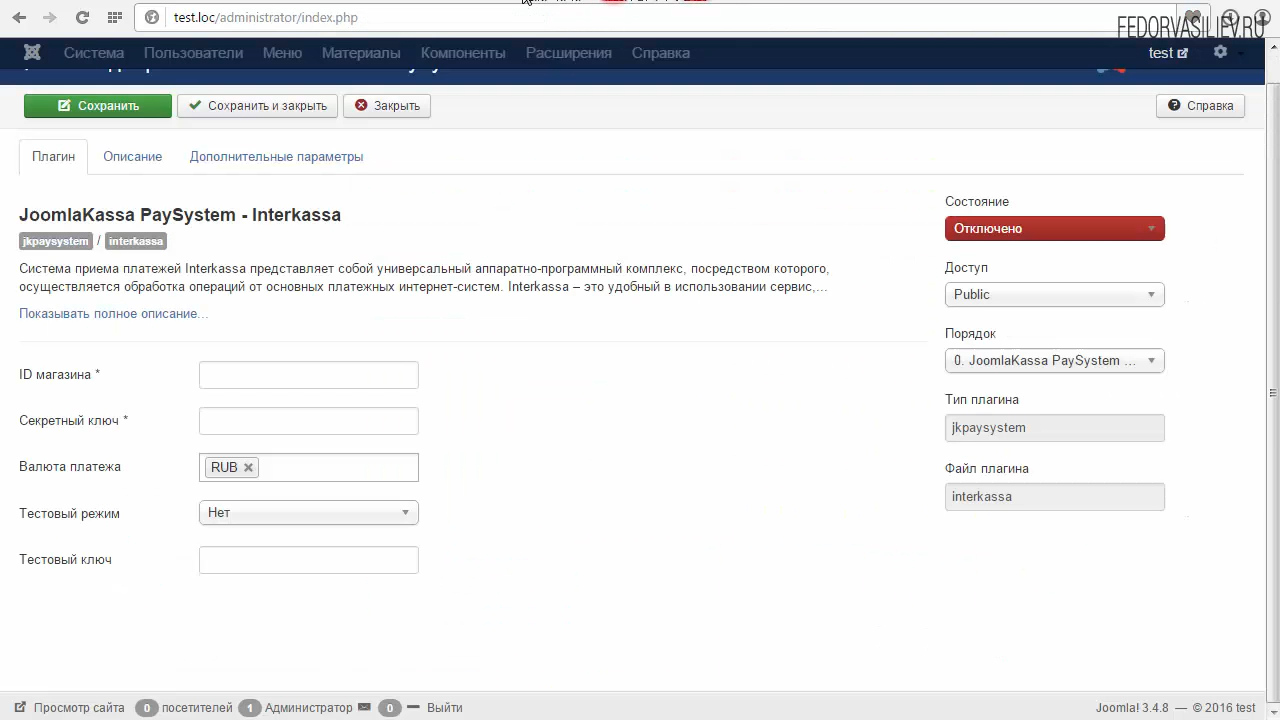 test.loc/administrator/index.php
FEDORVASILIEV.RU
Система Пользователи Меню Материалы Компоненты Расширения Справка test
Сохранить Сохранить и закрыть Закрыть Справка
Плагин Описание Дополнительные параметры
JoomlaKassa PaySystem - Interkassa
jkpaysystem / interkassa
Система приема платежей Interkassa представляет собой универсальный аппаратно-программный комплекс, посредством которого,
осуществляется обработка операций от основных платежных интернет-систем. Interkassa – это удобный в использовании сервис,...
Показывать полное описание...
ID магазина *
Секретный ключ *
Валюта платежа RUB
Тестовый режим Нет
Тестовый ключ
Состояние
Отключено
Доступ
Public
Порядок
0. JoomlaKassa PaySystem ...
Тип плагина
jkpaysystem
Файл плагина
interkassa
Просмотр сайта 0 посетителей 1 Администратор 0 Выйти Joomla! 3.4.8 — © 2016 test